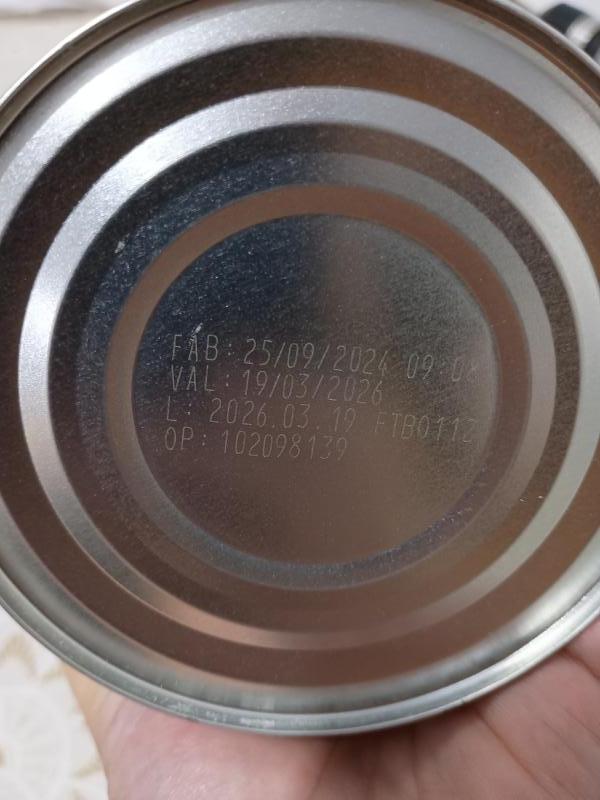 FAB: 25/09/2024
VAL: 19/03/2026
L: 2026.03.19 FTB0112
OP: 102098139